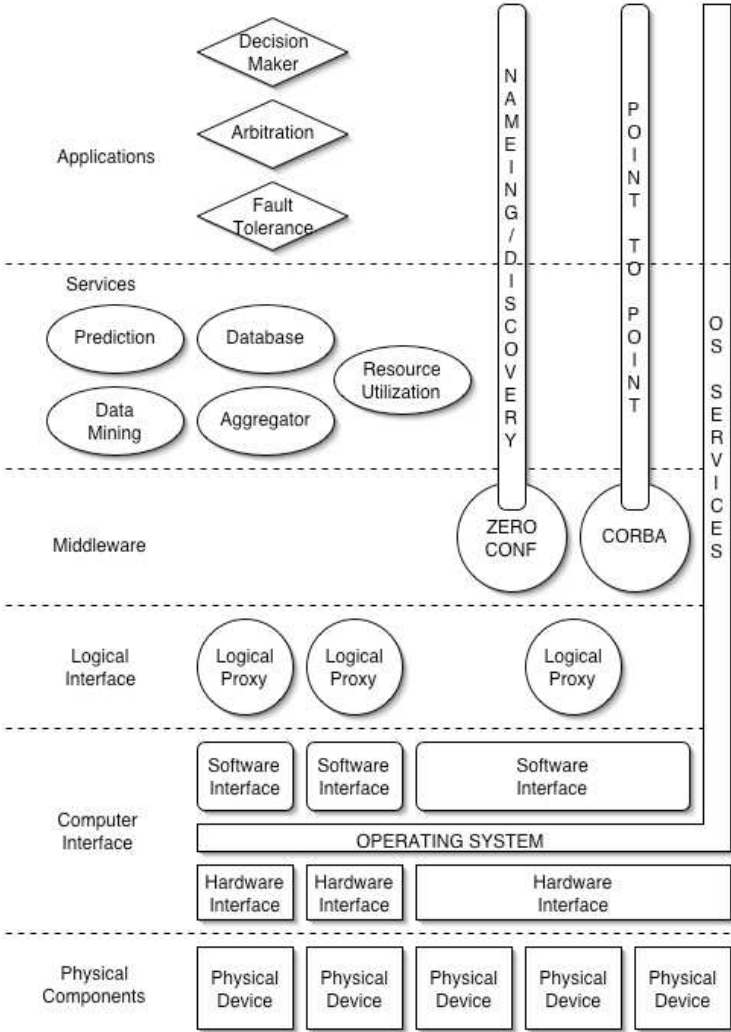 Decision
Maker
Arbitration
Applications
Fault
Tolerance
NAMEING/DISCOVERY
POINT TO POINT
OS SERVICES
Services
Prediction
Database
Resource
Utilization
Data
Mining
Aggregator
Middleware
ZERO
CONF
CORBA
Logical
Interface
Logical
Proxy
Logical
Proxy
Logical
Proxy
Computer
Interface
Software
Interface
Software
Interface
Software
Interface
OPERATING SYSTEM
Hardware
Interface
Hardware
Interface
Hardware
Interface
Physical
Components
Physical
Device
Physical
Device
Physical
Device
Physical
Device
Physical
Device